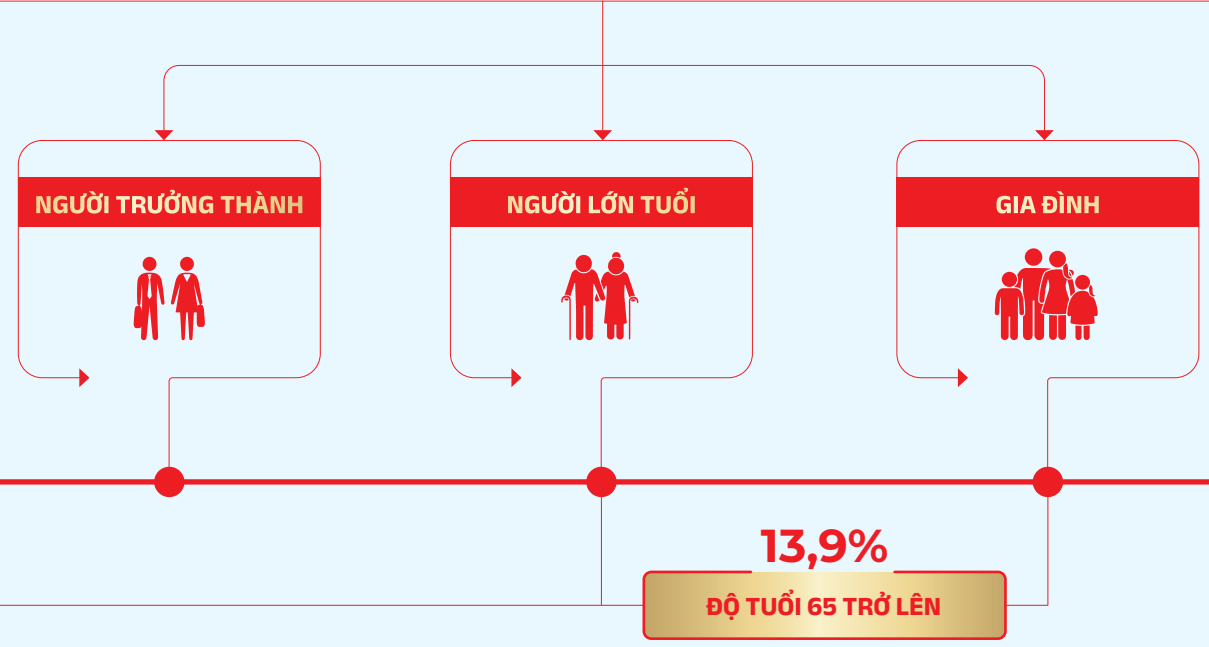 NGƯỜI TRƯỞNG THÀNH
NGƯỜI LỚN TUỔI
GIA ĐÌNH
13,9%
ĐỘ TUỔI 65 TRỞ LÊN